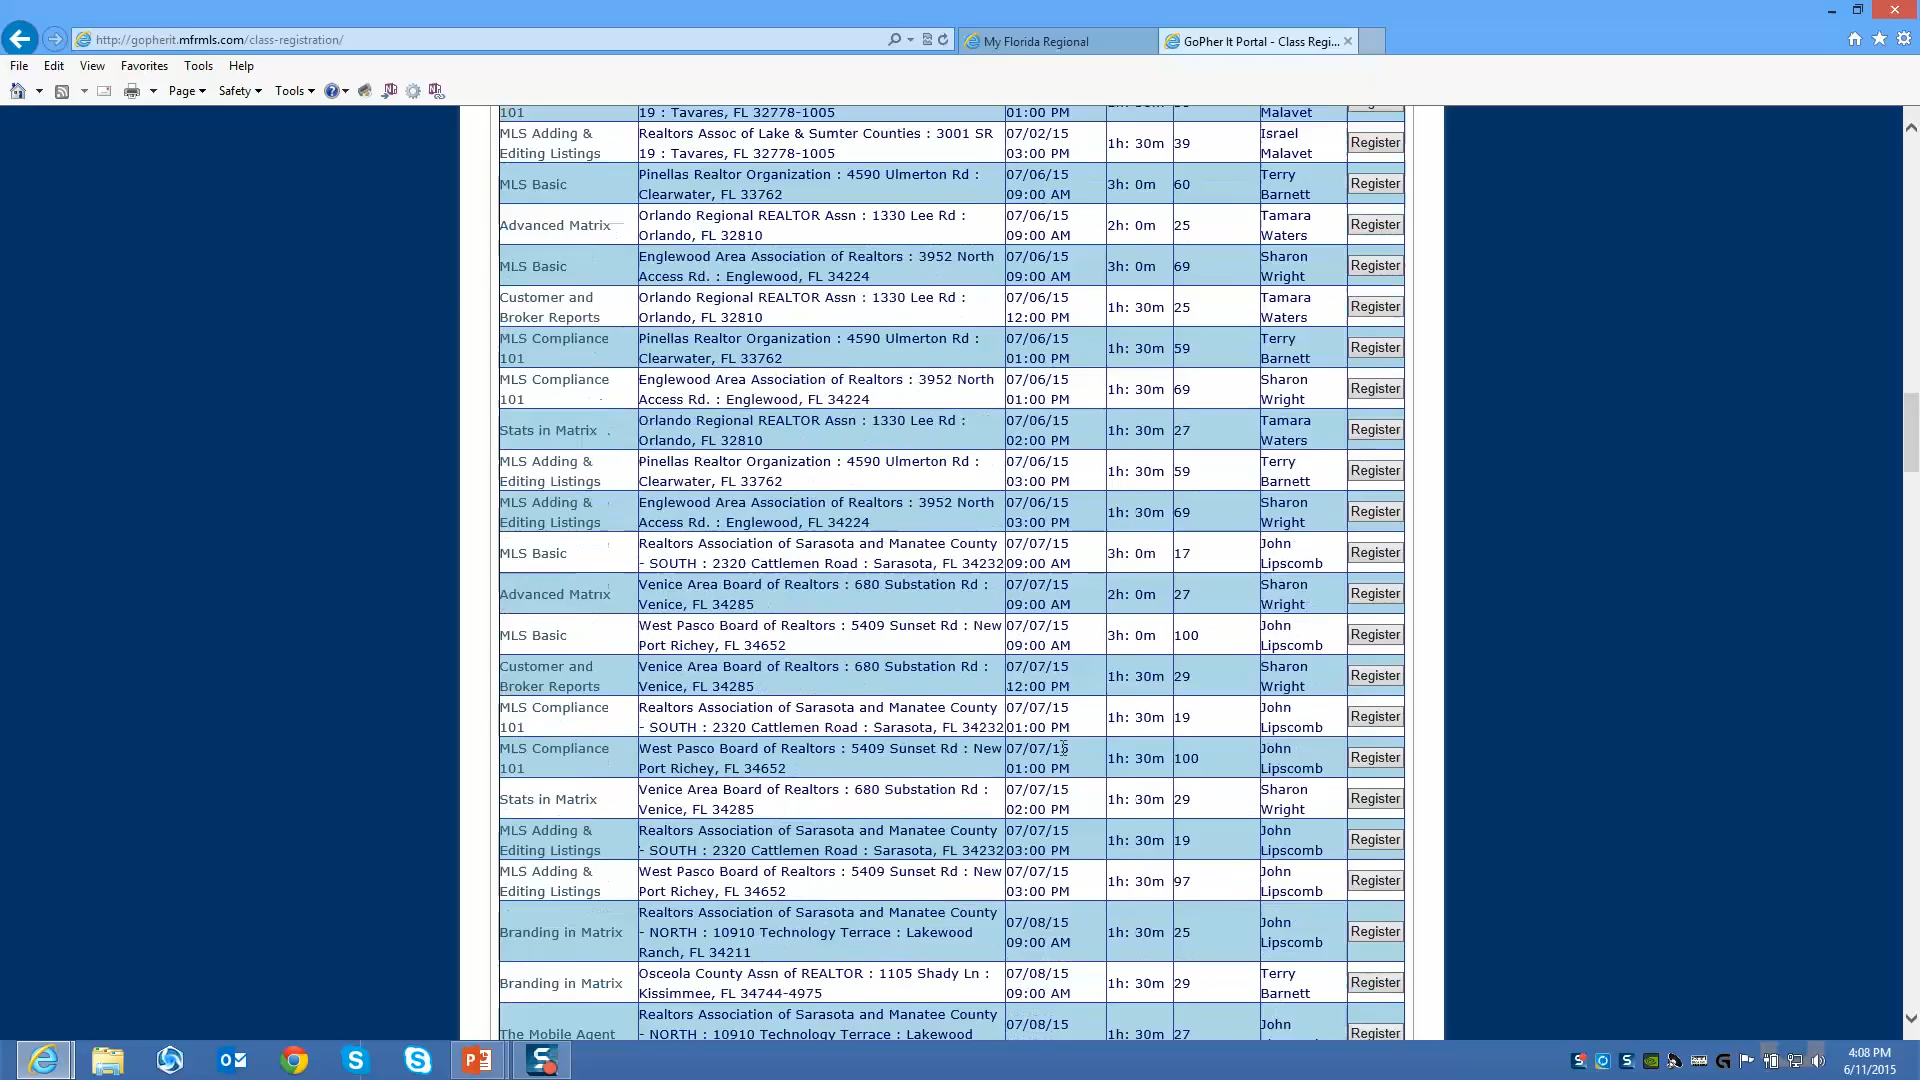 http://gopherit.mfrmls.com/class-registration/
My Florida Regional
GoPher It Portal - Class Regi...
File Edit View Favorites Tools Help
Page Safety Tools
101 19 : Tavares, FL 32778-1005 01:00 PM Malavet
MLS Adding & Realtors Assoc of Lake & Sumter Counties : 3001 SR 07/02/15 Israel
Editing Listings 19 : Tavares, FL 32778-1005 03:00 PM 1h: 30m 39 Malavet Register
MLS Basic Pinellas Realtor Organization : 4590 Ulmerton Rd : 07/06/15 3h: 0m 60 Terry Register
Clearwater, FL 33762 09:00 AM Barnett
Advanced Matrix Orlando Regional REALTOR Assn : 1330 Lee Rd : 07/06/15 2h: 0m 25 Tamara Register
Orlando, FL 32810 09:00 AM Waters
MLS Basic Englewood Area Association of Realtors : 3952 North 07/06/15 3h: 0m 69 Sharon Register
Access Rd. : Englewood, FL 34224 09:00 AM Wright
Customer and Orlando Regional REALTOR Assn : 1330 Lee Rd : 07/06/15 1h: 30m 25 Tamara Register
Broker Reports Orlando, FL 32810 12:00 PM Waters
MLS Compliance Pinellas Realtor Organization : 4590 Ulmerton Rd : 07/06/15 1h: 30m 59 Terry Register
101 Clearwater, FL 33762 01:00 PM Barnett
MLS Compliance Englewood Area Association of Realtors : 3952 North 07/06/15 1h: 30m 69 Sharon Register
101 Access Rd. : Englewood, FL 34224 01:00 PM Wright
Stats in Matrix Orlando Regional REALTOR Assn : 1330 Lee Rd : 07/06/15 1h: 30m 27 Tamara Register
Orlando, FL 32810 02:00 PM Waters
MLS Adding & Pinellas Realtor Organization : 4590 Ulmerton Rd : 07/06/15 1h: 30m 59 Terry Register
Editing Listings Clearwater, FL 33762 03:00 PM Barnett
MLS Adding & Englewood Area Association of Realtors : 3952 North 07/06/15 1h: 30m 69 Sharon Register
Editing Listings Access Rd. : Englewood, FL 34224 03:00 PM Wright
MLS Basic Realtors Association of Sarasota and Manatee County 07/07/15 3h: 0m 17 John Register
- SOUTH : 2320 Cattlemen Road : Sarasota, FL 34232 09:00 AM Lipscomb
Advanced Matrix Venice Area Board of Realtors : 680 Substation Rd : 07/07/15 2h: 0m 27 Sharon Register
Venice, FL 34285 09:00 AM Wright
MLS Basic West Pasco Board of Realtors : 5409 Sunset Rd : New 07/07/15 3h: 0m 100 John Register
Port Richey, FL 34652 09:00 AM Lipscomb
Customer and Venice Area Board of Realtors : 680 Substation Rd : 07/07/15 1h: 30m 29 Sharon Register
Broker Reports Venice, FL 34285 12:00 PM Wright
MLS Compliance Realtors Association of Sarasota and Manatee County 07/07/15 1h: 30m 19 John Register
101 - SOUTH : 2320 Cattlemen Road : Sarasota, FL 34232 01:00 PM Lipscomb
MLS Compliance West Pasco Board of Realtors : 5409 Sunset Rd : New 07/07/15 1h: 30m 100 John Register
101 Port Richey, FL 34652 01:00 PM Lipscomb
Stats in Matrix Venice Area Board of Realtors : 680 Substation Rd : 07/07/15 1h: 30m 29 Sharon Register
Venice, FL 34285 02:00 PM Wright
MLS Adding & Realtors Association of Sarasota and Manatee County 07/07/15 1h: 30m 19 John Register
Editing Listings - SOUTH : 2320 Cattlemen Road : Sarasota, FL 34232 03:00 PM Lipscomb
MLS Adding & West Pasco Board of Realtors : 5409 Sunset Rd : New 07/07/15 1h: 30m 97 John Register
Editing Listings Port Richey, FL 34652 03:00 PM Lipscomb
Realtors Association of Sarasota and Manatee County 07/08/15 John
Branding in Matrix - NORTH : 10910 Technology Terrace : Lakewood 09:00 AM 1h: 30m 25 Lipscomb Register
Ranch, FL 34211
Branding in Matrix Osceola County Assn of REALTOR : 1105 Shady Ln : 07/08/15 1h: 30m 29 Terry Register
Kissimmee, FL 34744-4975 09:00 AM Barnett
Realtors Association of Sarasota and Manatee County 07/08/15 John
The Mobile Agent - NORTH : 10910 Technology Terrace : Lakewood 1h: 30m 27 Register
4:08 PM
6/11/2015